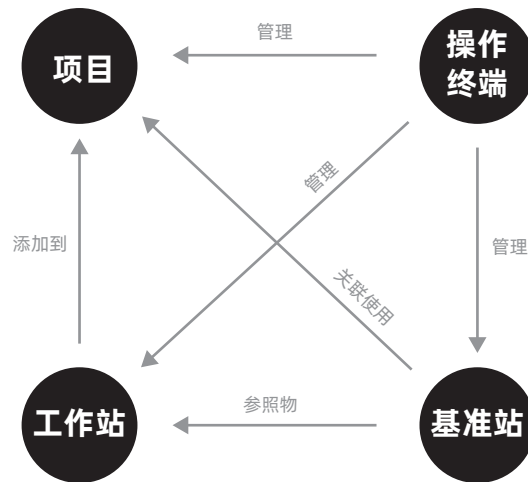 管理
项目
操作
终端
管理
添加到
管理
关联使用
工作站
参照物
基准站